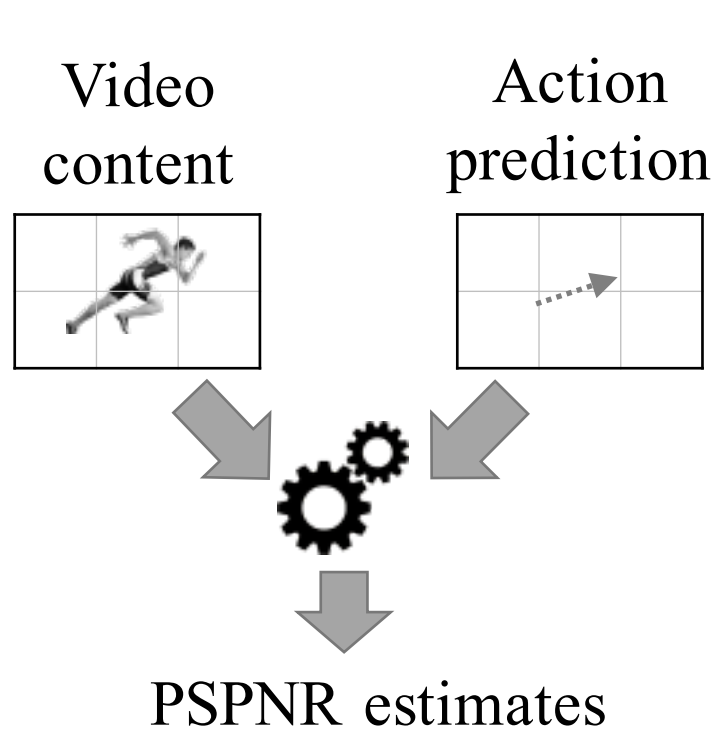 Video
content
Action
prediction
PSPNR estimates